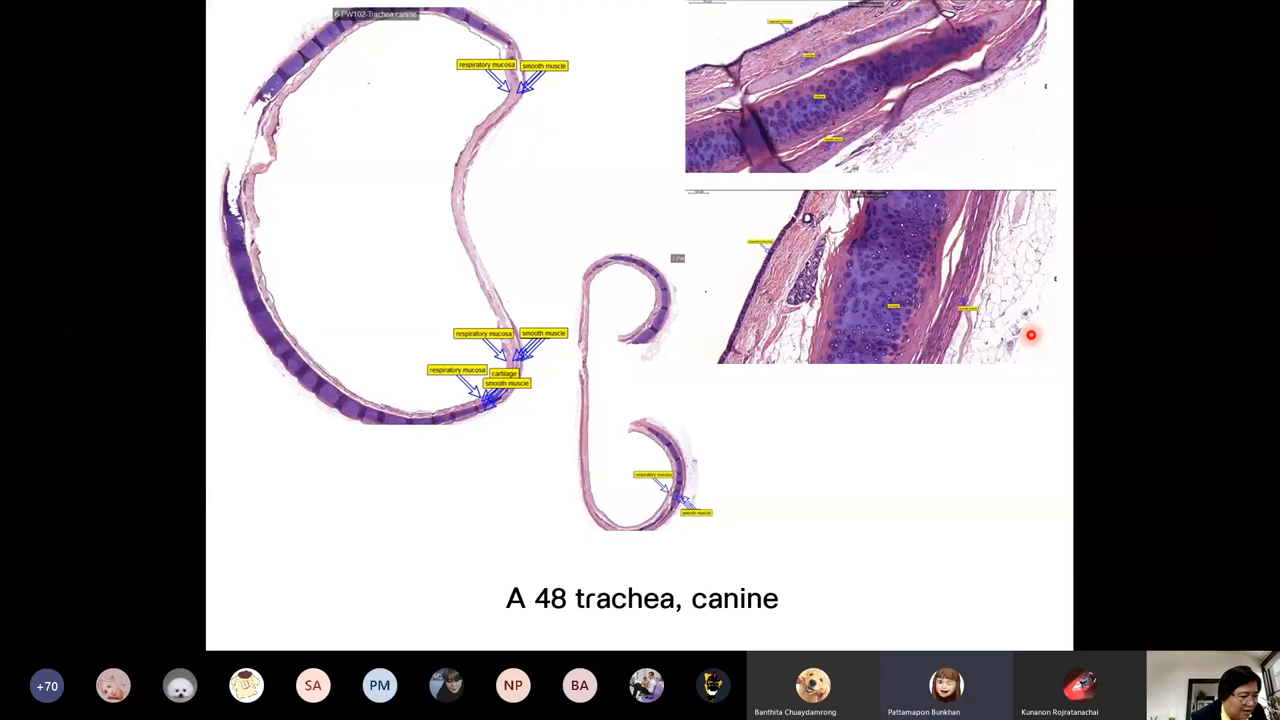 6-PW102-Trachea,canine
respiratory mucosa
smooth muscle
respiratory mucosa
smooth muscle
respiratory mucosa
cartilage
smooth muscle
respiratory mucosa
smooth muscle
A 48 trachea, canine
+70
SA
PM
NP
BA
Banthita Chuaydamrong
Pattamapon Bunkhan
Kunanon Rojratanachai